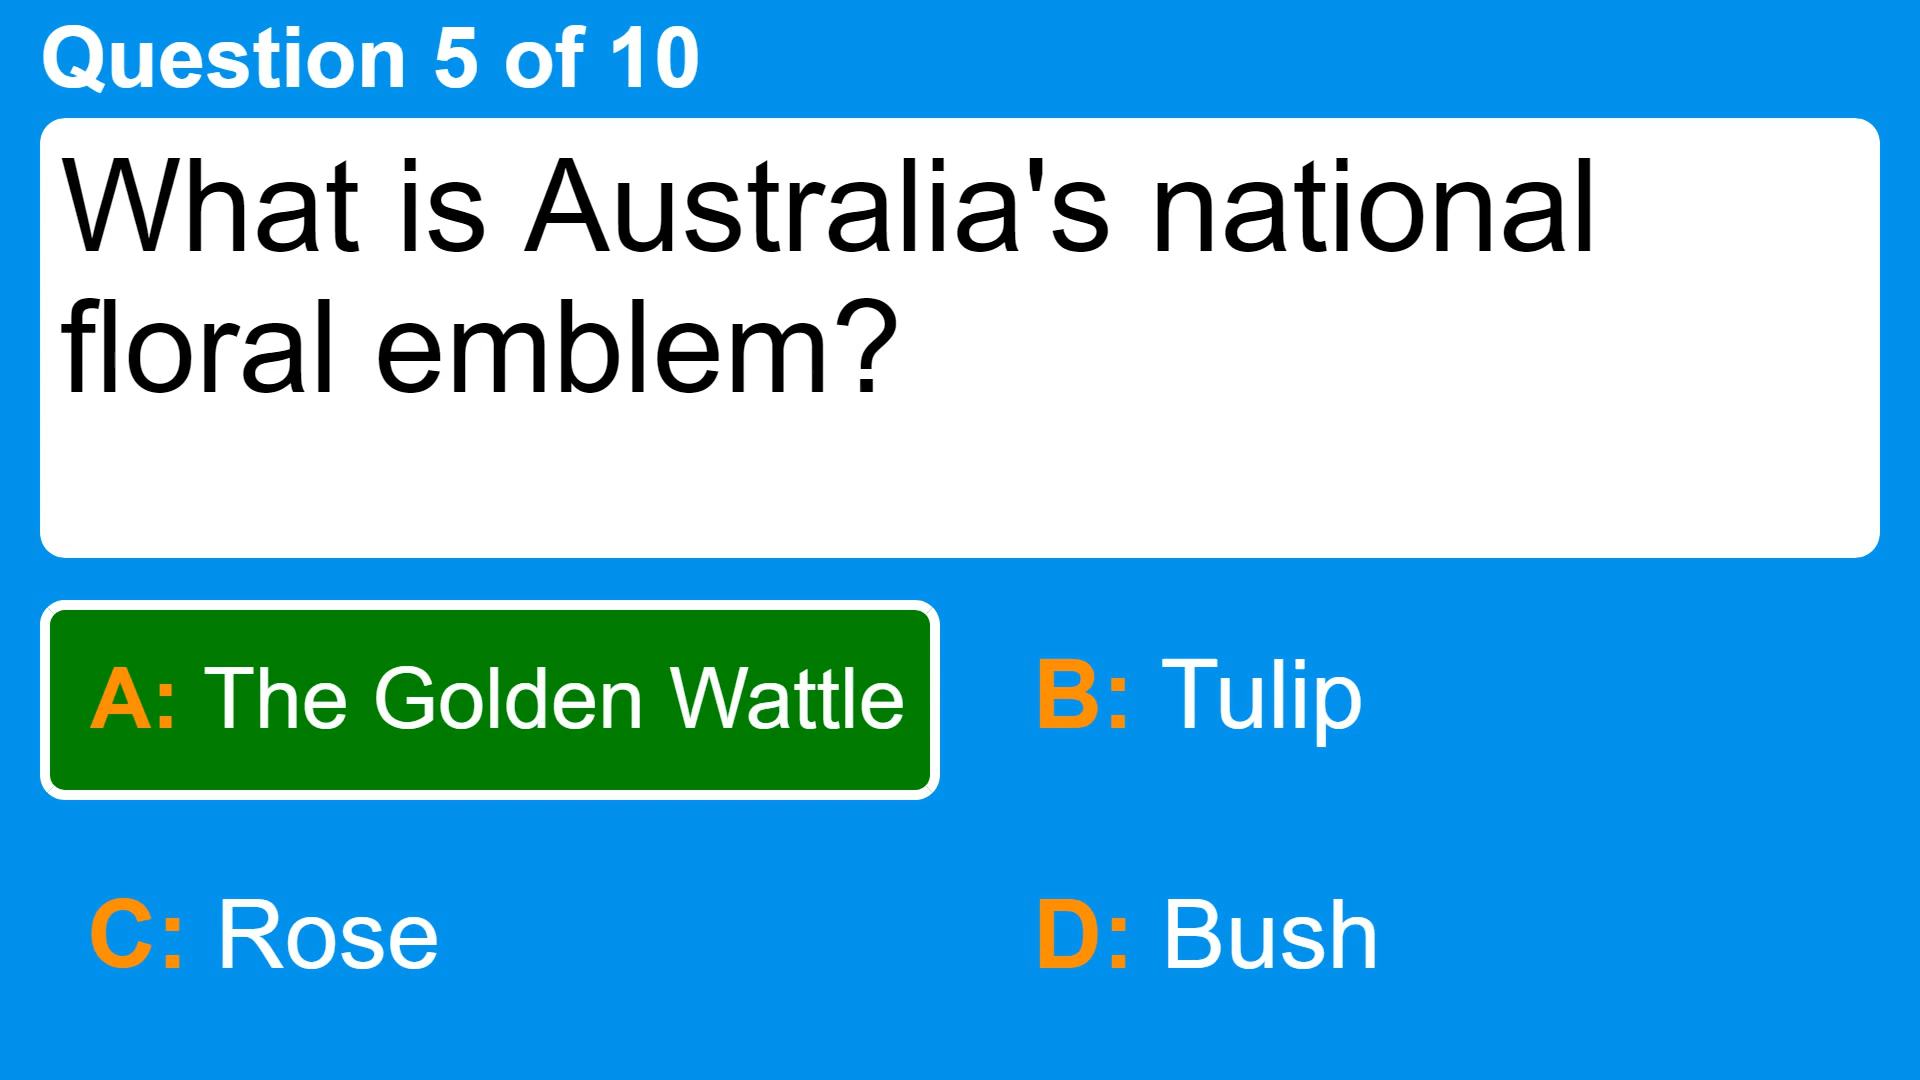 Question 5 of 10
What is Australia's national
floral emblem?
A: The Golden Wattle
B: Tulip
C: Rose
D: Bush